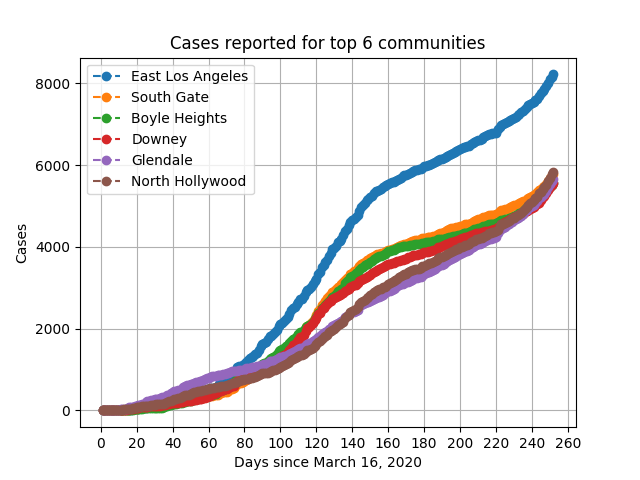 Cases reported for top 6 communities
East Los Angeles
South Gate
Boyle Heights
Downey
Glendale
North Hollywood
8000
6000
4000
2000
0
Cases
0 20 40 60 80 100 120 140 160 180 200 220 240 260
Days since March 16, 2020